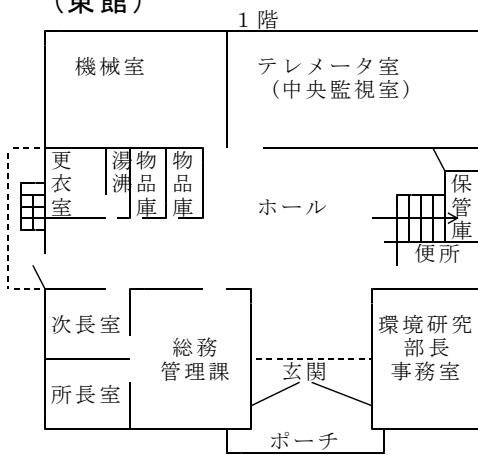 (東館)
1階
機械室
テレメータ室
(中央監視室)
更衣室
湯沸
物品庫
物品庫
ホール
保管庫
便所
次長室
所長室
総務
管理課
玄関
環境研究
部長
事務室
ポーチ